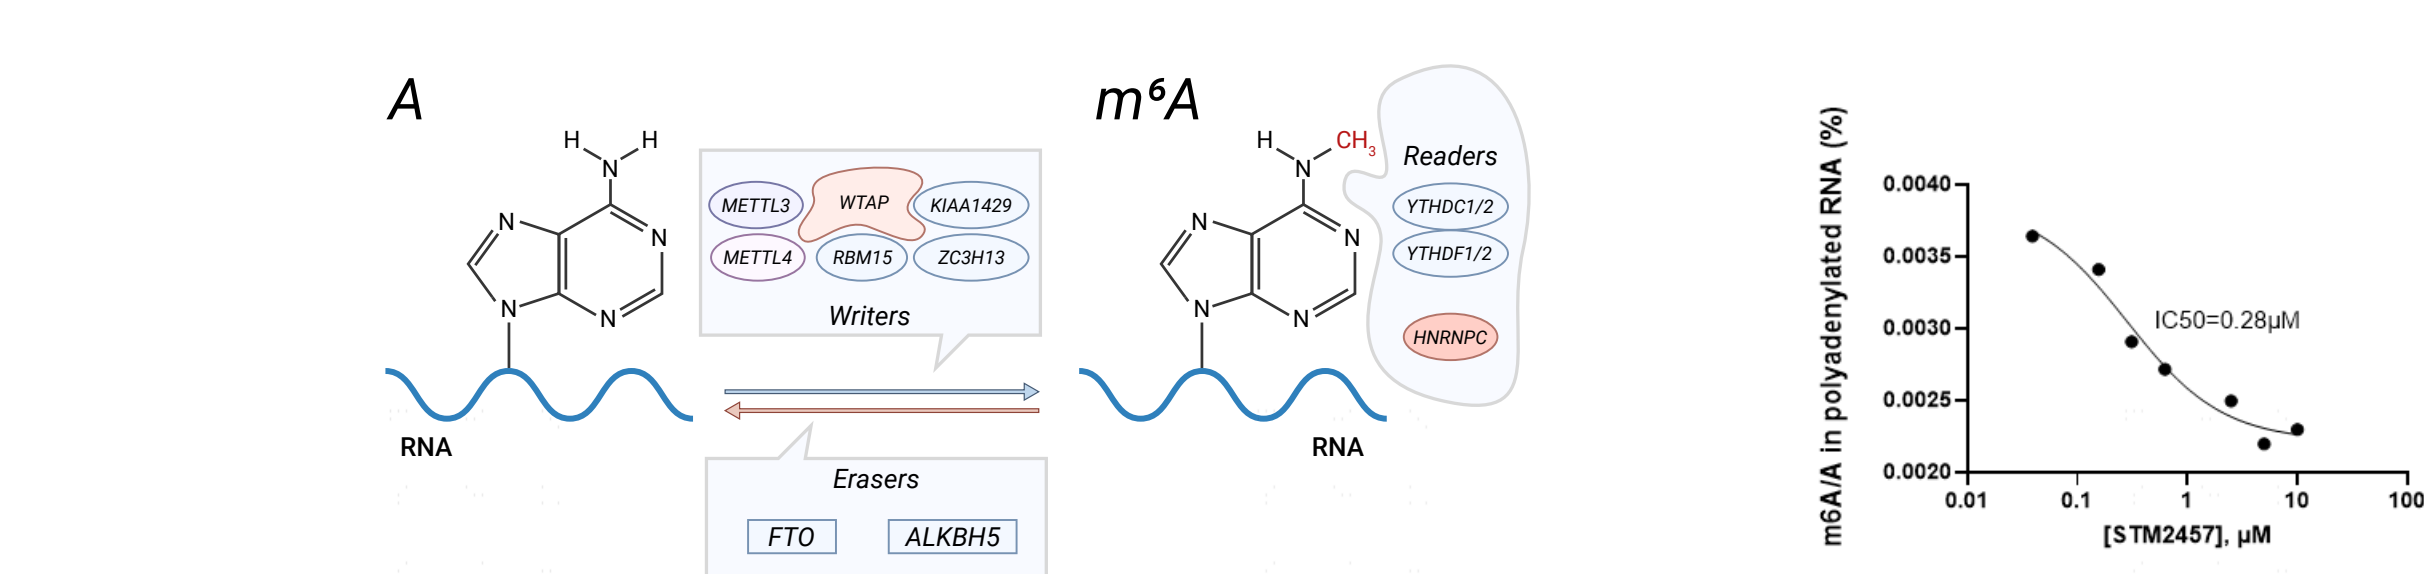 A
H H
N
N
N
N
N
RNA
METTL3
WTAP
KIAA1429
METTL4
RBM15
ZC3H13
Writers
Erasers
FTO
ALKBH5
m⁶A
H
CH3
N
N
N
N
N
RNA
Readers
YTHDC1/2
YTHDF1/2
HNRNPC
m6A/A in polyadenylated RNA (%)
0.0040
0.0035
0.0030
0.0025
0.0020
IC50=0.28µM
0.01 0.1 1 10 100
[STM2457], µM